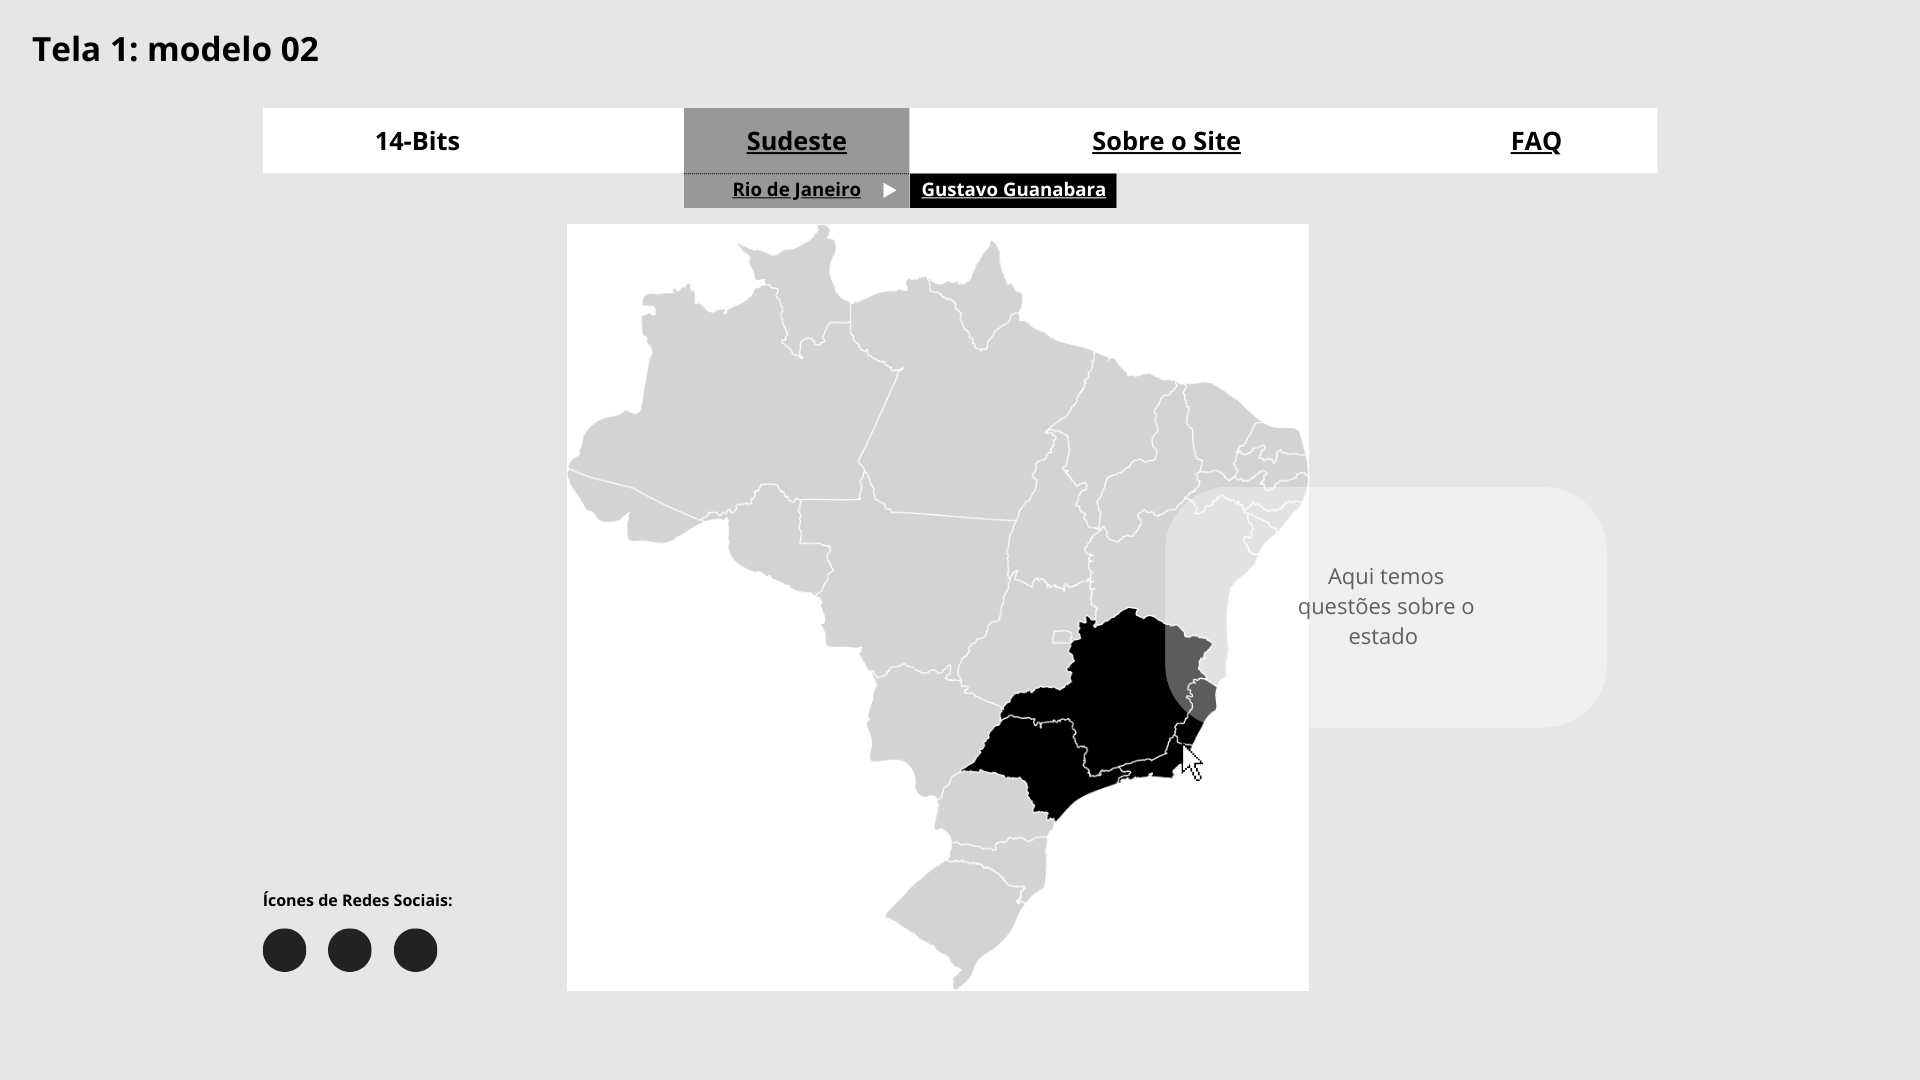 Tela 1: modelo 02
14-Bits
Sudeste
Sobre o Site
FAQ
Rio de Janeiro
Gustavo Guanabara
Aqui temos
questões sobre o
estado
Ícones de Redes Sociais: